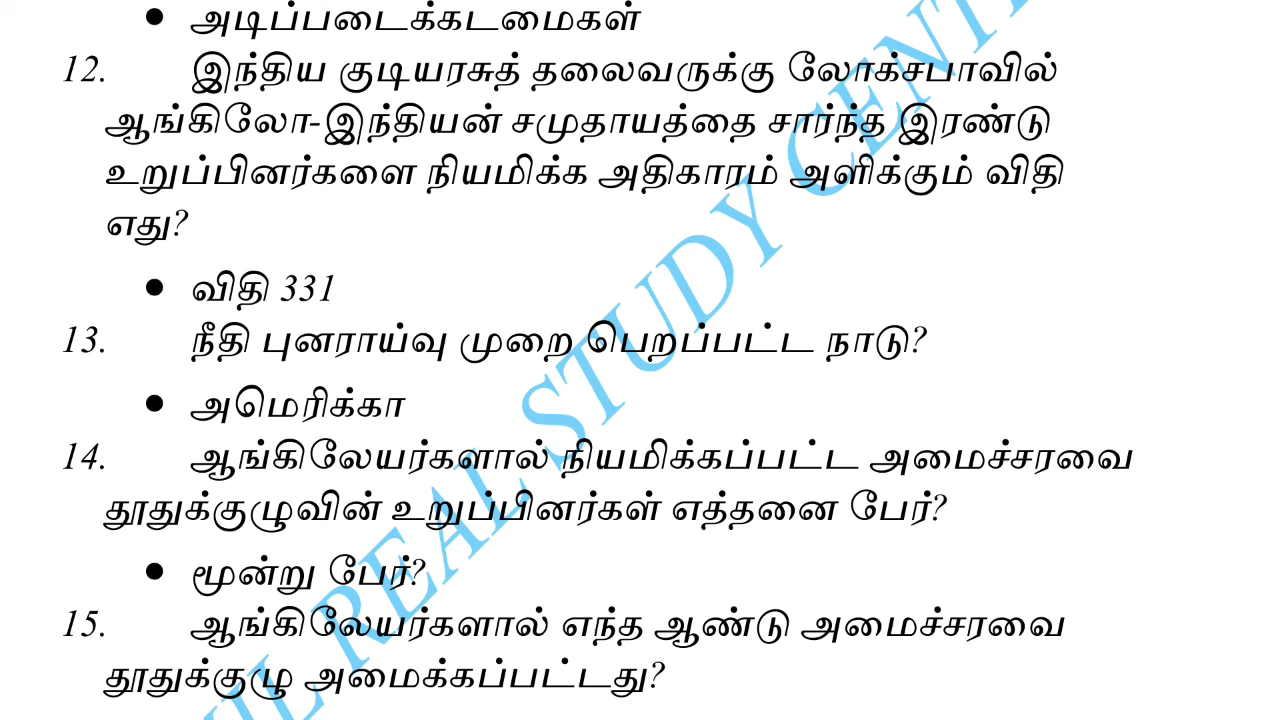 • அடிப்படைக்கடமைகள்
12. இந்திய குடியரசுத் தலைவருக்கு லோக்சபாவில்
ஆங்கிலோ-இந்தியன் சமுதாயத்தை சார்ந்த இரண்டு
உறுப்பினர்களை நியமிக்க அதிகாரம் அளிக்கும் விதி
எது?
• விதி 331
13. நீதி புனராய்வு முறை பெறப்பட்ட நாடு?
• அமெரிக்கா
14. ஆங்கிலேயர்களால் நியமிக்கப்பட்ட அமைச்சரவை
தூதுக்குழுவின் உறுப்பினர்கள் எத்தனை பேர்?
• மூன்று பேர்?
15. ஆங்கிலேயர்களால் எந்த ஆண்டு அமைச்சரவை
தூதுக்குழு அமைக்கப்பட்டது?
REAL STUDY